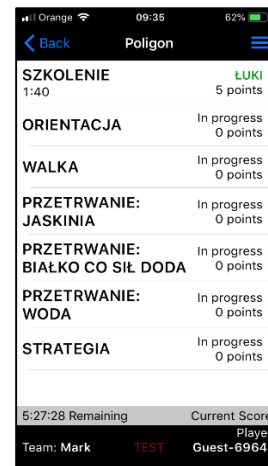 Orange 09:35 62%
Back Poligon
SZKOLENIE ŁUKI
1:40 5 points
ORIENTACJA In progress
0 points
WALKA In progress
0 points
PRZETRWANIE: In progress
JASKINIA 0 points
PRZETRWANIE: In progress
BIAŁKO CO SIŁ DODA 0 points
PRZETRWANIE: In progress
WODA 0 points
STRATEGIA In progress
0 points
5:27:28 Remaining Current Score
Playe
Team: Mark TEST Guest-6964